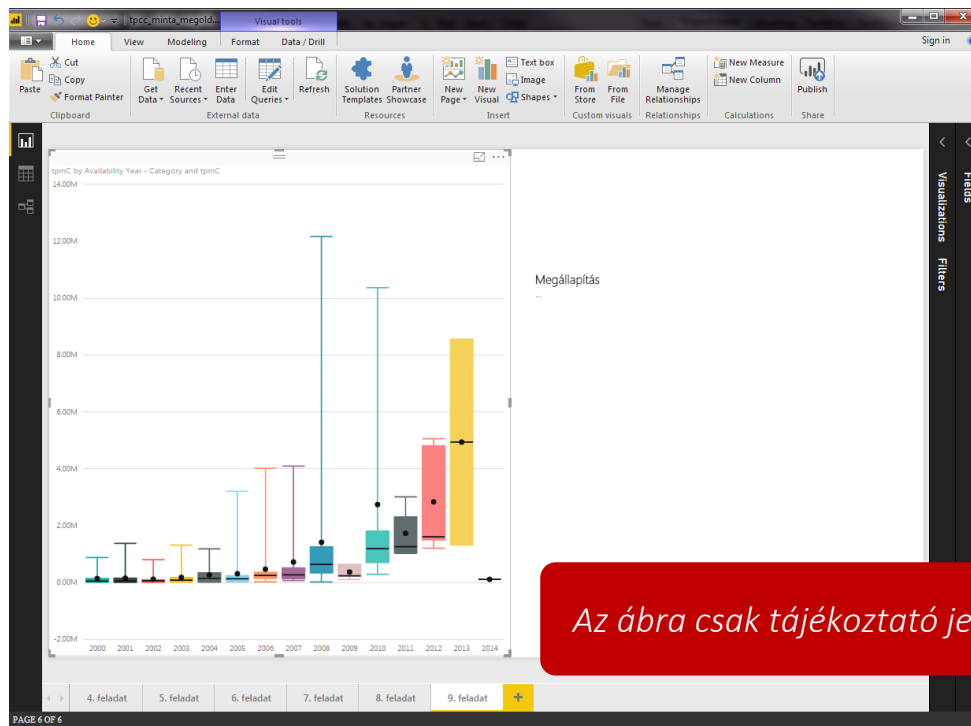 tpcc_minta_megold...
Visual tools
Home View Modeling Format Data / Drill
Sign in
Paste
Cut
Copy
Format Painter
Clipboard
Get Data
Recent Sources
Enter Data
Edit Queries
Refresh
External data
Solution Templates
Partner Showcase
Resources
New Page
New Visual
Text box
Image
Shapes
Insert
From Store
From File
Custom visuals
Manage Relationships
Relationships
New Measure
New Column
Calculations
Publish
Share
Visualizations
Filters
Fields
tpmC by Availability Year - Category and tpmC
14.00M
12.00M
10.00M
8.00M
6.00M
4.00M
2.00M
0.00M
-2.00M
2000 2001 2002 2003 2004 2005 2006 2007 2008 2009 2010 2011 2012 2013 2014
Megállapítás
...
Az ábra csak tájékoztató je
4. feladat 5. feladat 6. feladat 7. feladat 8. feladat 9. feladat
PAGE 6 OF 6